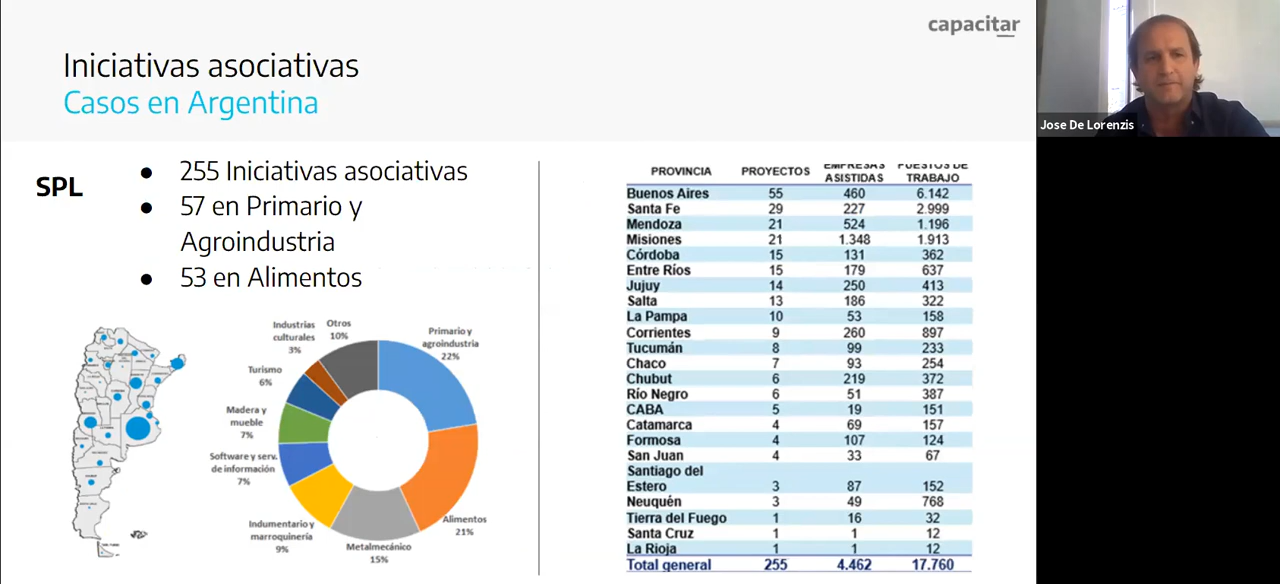 capacitar
Iniciativas asociativas
Casos en Argentina
Jose De Lorenzis
SPL
● 255 Iniciativas asociativas
● 57 en Primario y
Agroindustria
● 53 en Alimentos
Industrias
culturales
3%
Otros
10%
Primario y
agroindustria
22%
Turismo
6%
Madera y
mueble
7%
Software y serv.
de información
7%
Indumentario y
marroquinería
9%
Metalmecánico
15%
Alimentos
21%
PROVINCIA PROYECTOS EMPRESAS ASISTIDAS PUESTOS DE TRABAJO
Buenos Aires 55 460 6.142
Santa Fe 29 227 2.999
Mendoza 21 524 1.196
Misiones 21 1.348 1.913
Córdoba 15 131 362
Entre Ríos 15 179 637
Jujuy 14 250 413
Salta 13 186 322
La Pampa 10 53 158
Corrientes 9 260 897
Tucumán 8 99 233
Chaco 7 93 254
Chubut 6 219 372
Río Negro 6 51 387
CABA 5 19 151
Catamarca 4 69 157
Formosa 4 107 124
San Juan 4 33 67
Santiago del
Estero 3 87 152
Neuquén 3 49 768
Tierra del Fuego 1 16 32
Santa Cruz 1 1 12
La Rioja 1 1 12
Total general 255 4.462 17.760